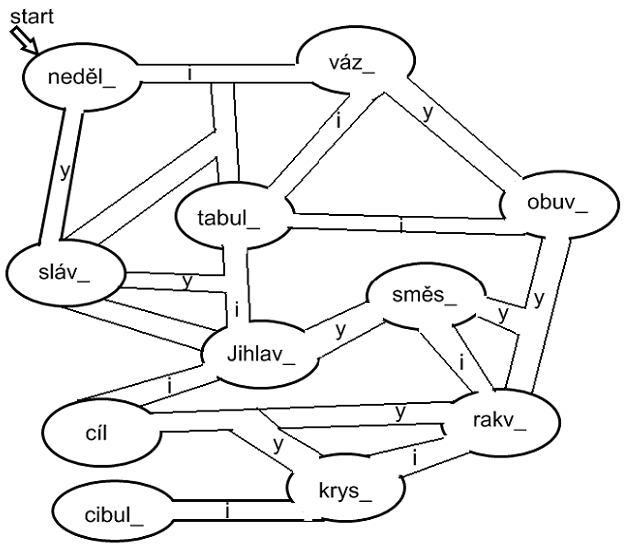 start
neděl_
i
váz_
y
i
y
tabul_
obuv_
i
sláv_
y
i
směs_
y
y
y
Jihlav_
i
i
cíl
y
rakv_
y
i
krys_
cibul_
i